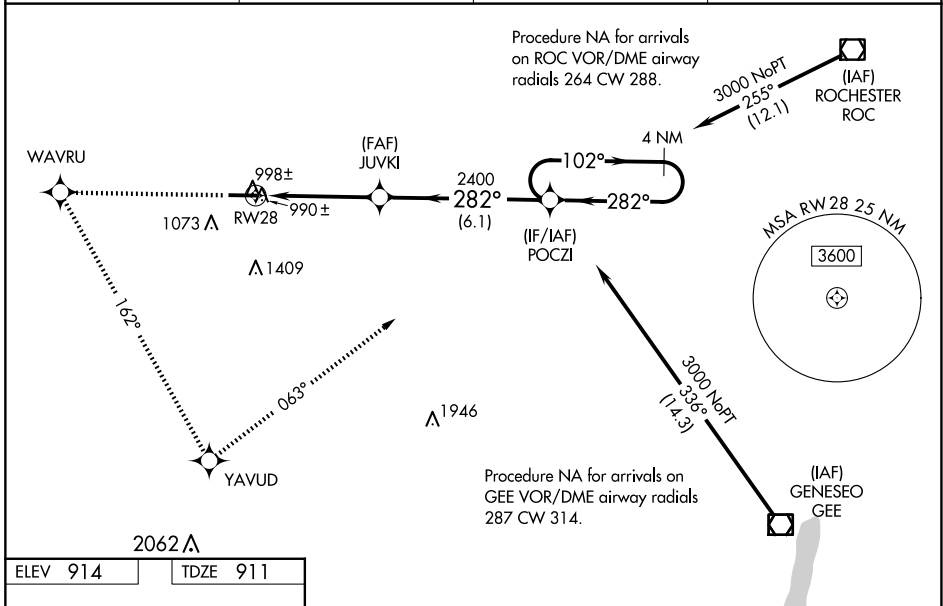 Procedure NA for arrivals
on ROC VOR/DME airway
radials 264 CW 288.
3000 NoPT
255°
(12.1)
(IAF)
ROCHESTER
ROC
4 NM
WAVRU
998±
990±
RW28
1073
1409
(FAF)
JUVKI
2400
282°
(6.1)
102°
282°
(IF/IAF)
POCZI
MSA RW 28 25 NM
3600
162°
063°
YAVUD
1946
3000 NoPT
336°
(14.3)
Procedure NA for arrivals on
GEE VOR/DME airway radials
287 CW 314.
(IAF)
GENESEO
GEE
2062
ELEV 914
TDZE 911